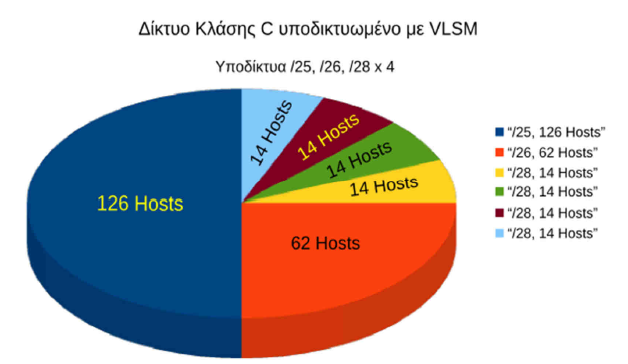 Δίκτυο Κλάσης C υποδικτυωμένο με VLSM
Υποδίκτυα /25, /26, /28 x 4
14 Hosts
14 Hosts
14 Hosts
14 Hosts
126 Hosts
62 Hosts
“/25, 126 Hosts”
“/26, 62 Hosts”
“/28, 14 Hosts”
“/28, 14 Hosts”
“/28, 14 Hosts”
“/28, 14 Hosts”